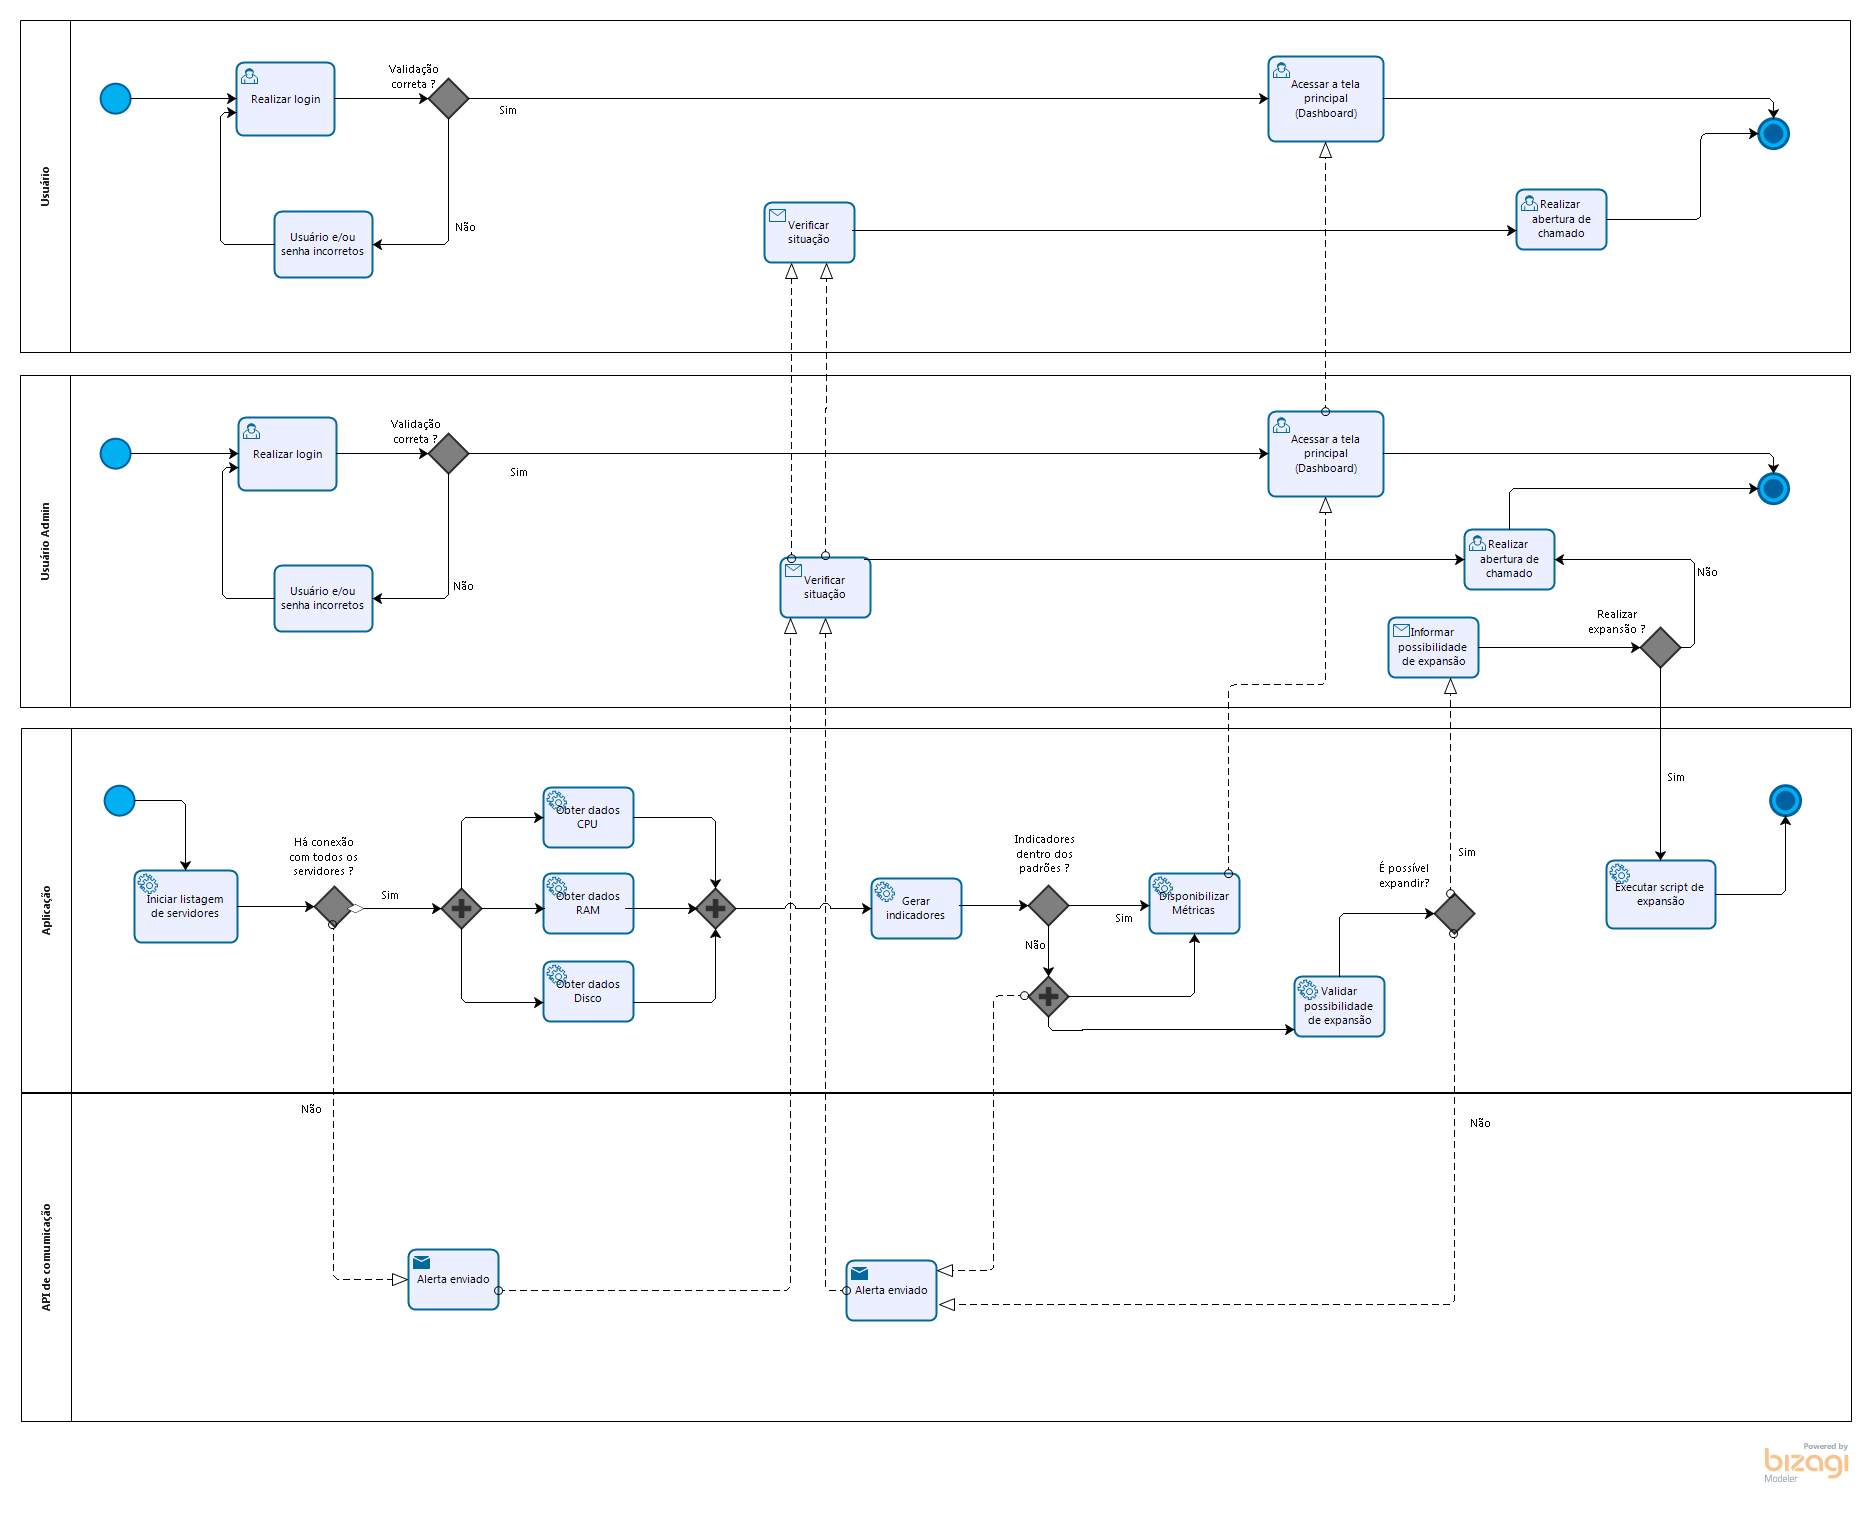 Usuário
Realizar login
Validação
correta ?
Sim
Não
Usuário e/ou
senha incorretos
Verificar
situação
Acessar a tela
principal
(Dashboard)
Realizar
abertura de
chamado
Usuário Admin
Realizar login
Validação
correta ?
Sim
Não
Usuário e/ou
senha incorretos
Verificar
situação
Acessar a tela
principal
(Dashboard)
Realizar
abertura de
chamado
Não
Informar
possibilidade
de expansão
Realizar
expansão ?
Sim
Aplicação
Iniciar listagem
de servidores
Há conexão
com todos os
servidores ?
Sim
Obter dados
CPU
Obter dados
RAM
Obter dados
Disco
Gerar
indicadores
Indicadores
dentro dos
padrões ?
Sim
Não
Disponibilizar
Métricas
Validar
possibilidade
de expansão
É possível
expandir?
Sim
Executar script de
expansão
API de comumicação
Não
Não
Alerta enviado
Alerta enviado
Powered by
bizagi
Modeler